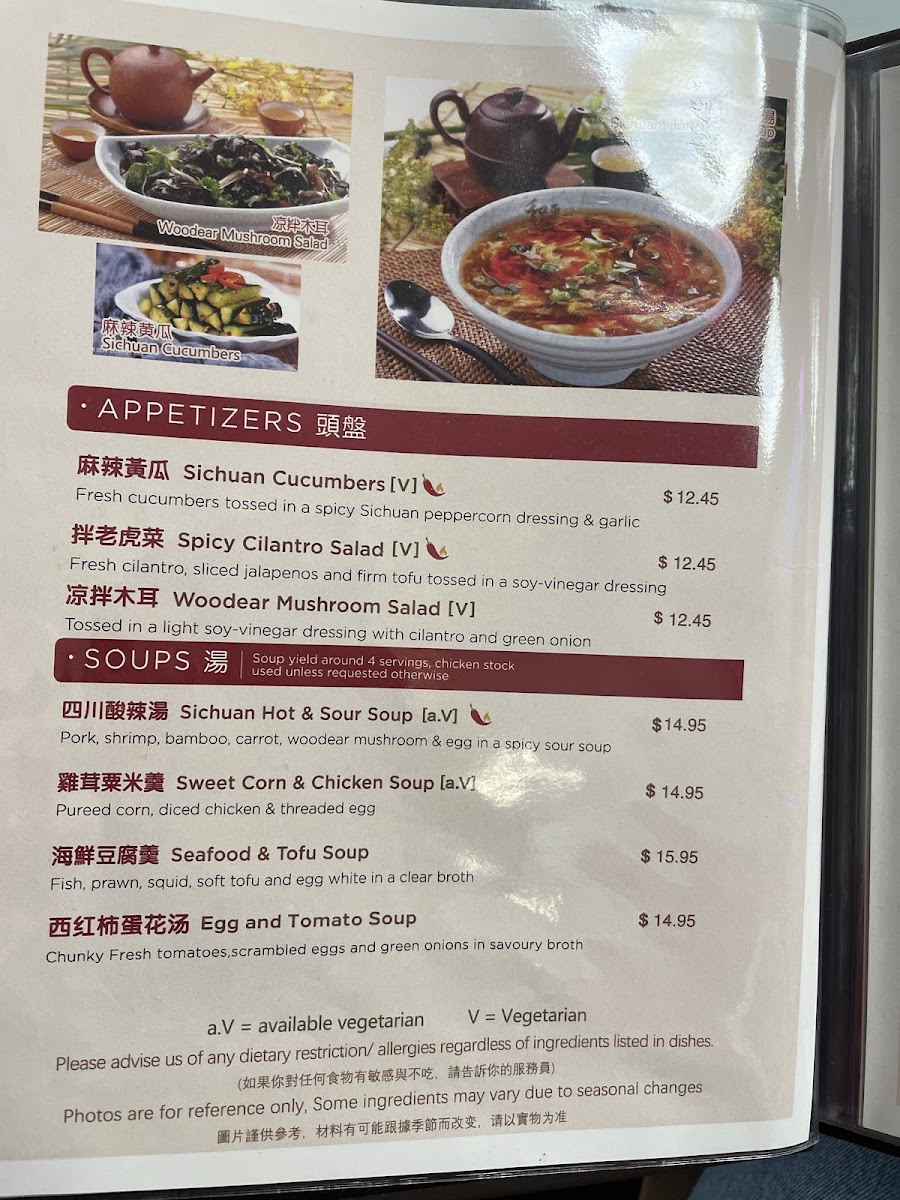 凉拌木耳
Woodear Mushroom Salad
湯
Sichuan Hot
麻辣黄瓜
Sichuan Cucumbers
· APPETIZERS 頭盤
麻辣黃瓜 Sichuan Cucumbers [V]
$12.45
Fresh cucumbers tossed in a spicy Sichuan peppercorn dressing & garlic
拌老虎菜 Spicy Cilantro Salad [V]
$ 12.45
Fresh cilantro, sliced jalapenos and firm tofu tossed in a soy-vinegar dressing
凉拌木耳 Woodear Mushroom Salad [V]
$ 12.45
Tossed in a light soy-vinegar dressing with cilantro and green onion
· SOUPS 湯
Soup yield around 4 servings, chicken stock
used unless requested otherwise
四川酸辣湯 Sichuan Hot & Sour Soup [a.V]
$14.95
Pork, shrimp, bamboo, carrot, woodear mushroom & egg in a spicy sour soup
雞茸粟米羹 Sweet Corn & Chicken Soup [a.V]
$ 14.95
Pureed corn, diced chicken & threaded egg
海鮮豆腐羹 Seafood & Tofu Soup
$ 15.95
Fish, prawn, squid, soft tofu and egg white in a clear broth
西红柿蛋花汤 Egg and Tomato Soup
$ 14.95
Chunky Fresh tomatoes,scrambled eggs and green onions in savoury broth
a.V = available vegetarian V = Vegetarian
Please advise us of any dietary restriction/ allergies regardless of ingredients listed in dishes.
(如果你對任何食物有敏感與不吃，請告訴你的服務員)
Photos are for reference only, Some ingredients may vary due to seasonal changes
圖片謹供參考，材料有可能跟據季節而改变，请以實物为准